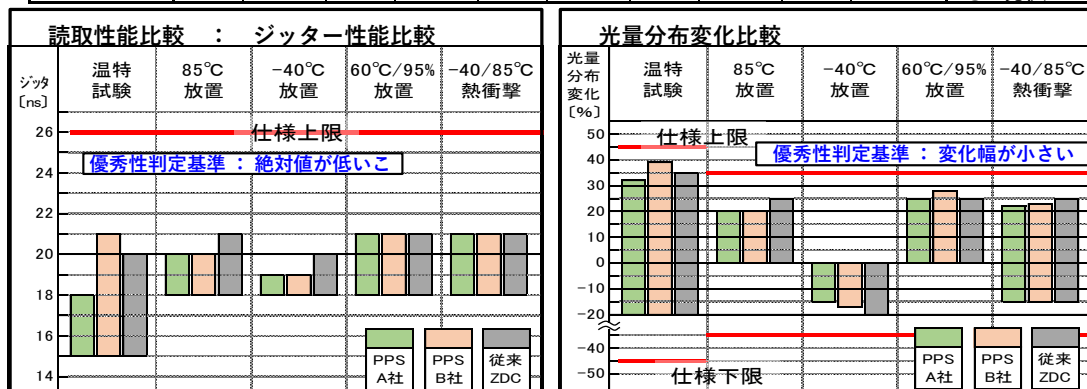 読取性能比較 ： ジッター性能比較
ジッタ
[ns]
温特
試験
85℃
放置
-40℃
放置
60℃/95%
放置
-40/85℃
熱衝撃
26
24
22
20
18
16
14
仕様上限
優秀性判定基準 ： 絶対値が低いこ
PPS
A社
PPS
B社
従来
ZDC
光量分布変化比較
光量
分布
変化
[%]
温特
試験
85℃
放置
-40℃
放置
60℃/95%
放置
-40/85℃
熱衝撃
50
40
30
20
10
0
-10
-20
-40
-50
仕様上限
優秀性判定基準 ： 変化幅が小さい
仕様下限
PPS
A社
PPS
B社
従来
ZDC